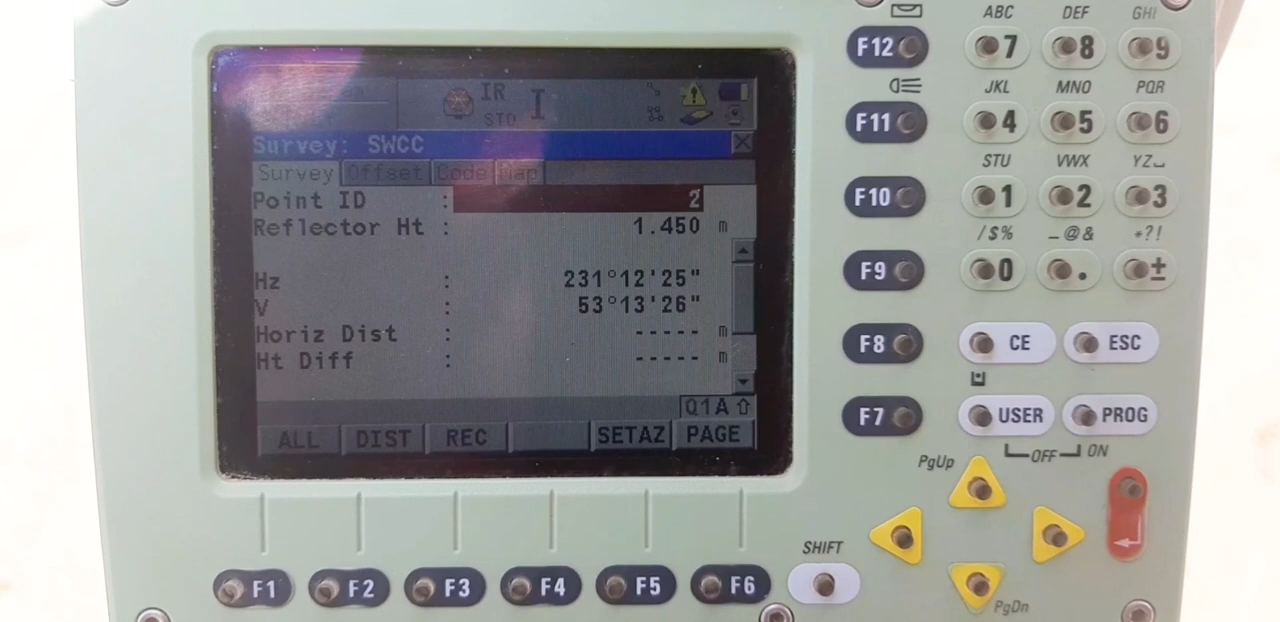 IR
STD I
Survey: SWCC
Survey Offset Code Map
Point ID : 2
Reflector Ht : 1.450 m
Hz : 231°12'25"
V : 53°13'26"
Horiz Dist : ----- m
Ht Diff : ----- m
Q1A⇧
ALL DIST REC SETAZ PAGE
F1 F2 F3 F4 F5 F6
SHIFT
F12
F11
F10
F9
F8
F7
ABC DEF GHI
7 8 9
JKL MNO PQR
4 5 6
STU VWX YZ⌴
1 2 3
/$% _@& *?!
0 . ±
CE ESC
USER PROG
OFF ON
PgUp
PgDn